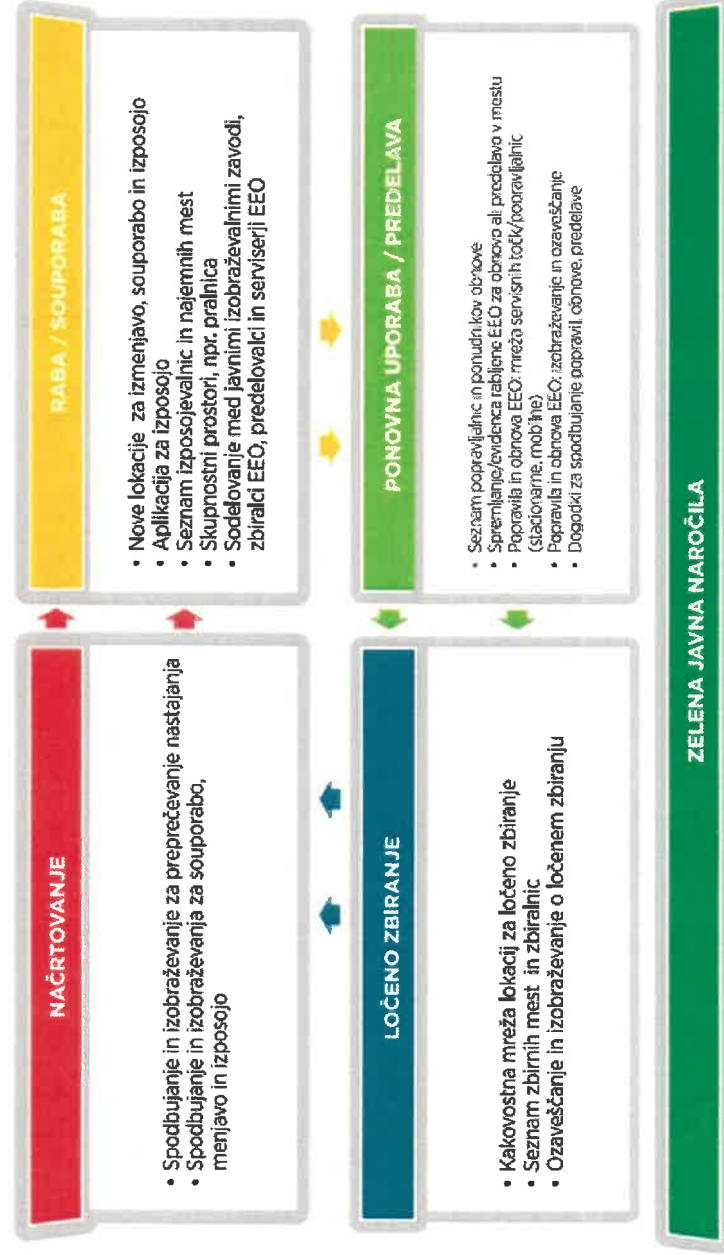 NAČRTOVANJE
• Spodbujanje in izobraževanje za preprečevanje nastajanja
• Spodbujanje in izobraževanja za souporabo,
menjavo in izposojo
RABA / SOUPORABA
• Nove lokacije za izmenjavo, souporabo in izposojo
• Aplikacija za izposojo
• Seznam izposojevalnic in najemnih mest
• Skupnostni prostori, npr. pralnica
• Sodelovanje med javnimi izobraževalnimi zavodi,
zbiralci EEO, predelovalci in serviserji EEO
LOČENO ZBIRANJE
• Kakovostna mreža lokacij za ločeno zbiranje
• Seznam zbirnih mest in zbiralnic
• Ozaveščanje in izobraževanje o ločenem zbiranju
PONOVNA UPORABA / PREDELAVA
• Seznam popravljalnic in ponudnikov obnove
• Spremljanje/evidenca rabljene EEO za obnovo ali predelavo v mestu
• Popravila in obnova EEO: mreža servisnih točk/popravljalnic
(stacionarne, mobilne)
• Popravila in obnova EEO: izobraževanje in ozaveščanje
• Dogodki za spodbujanje popravil, obnove, predelave
ZELENA JAVNA NAROČILA